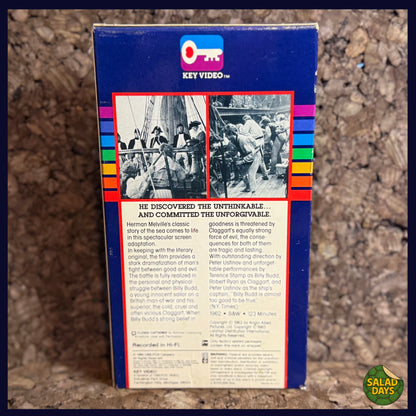 KEY VIDEO™
HE DISCOVERED THE UNTHINKABLE...
AND COMMITTED THE UNFORGIVABLE.
Herman Melville's classic
story of the sea comes to life
in this spectacular screen
adaptation.
In keeping with the literary
original, the film provides a
stark dramatization of man's
fight between good and evil.
The battle is fully realized
in the personal and physical
struggle between Billy Budd, a
young innocent sailor on a
British man of war and his
superior, the cold, cruel and
often vicious Claggart. When
Billy Budd's strong belief in
goodness is threatened by
Claggart's equally strong
force of evil, the conse-
quences for both of them
are tragic and lasting.
With outstanding direction by
Peter Ustinov and unforget-
table performances by
Terence Stamp as Billy Budd,
Robert Ryan as Claggart, and
Peter Ustinov as the ship's
captain, "Billy Budd is almost
too good to be true."
(N.Y. Times)
1962 • B&W • 123 Minutes
Recorded in Hi-Fi.
KEY VIDEO
WARNING:
SALAD
DAYS